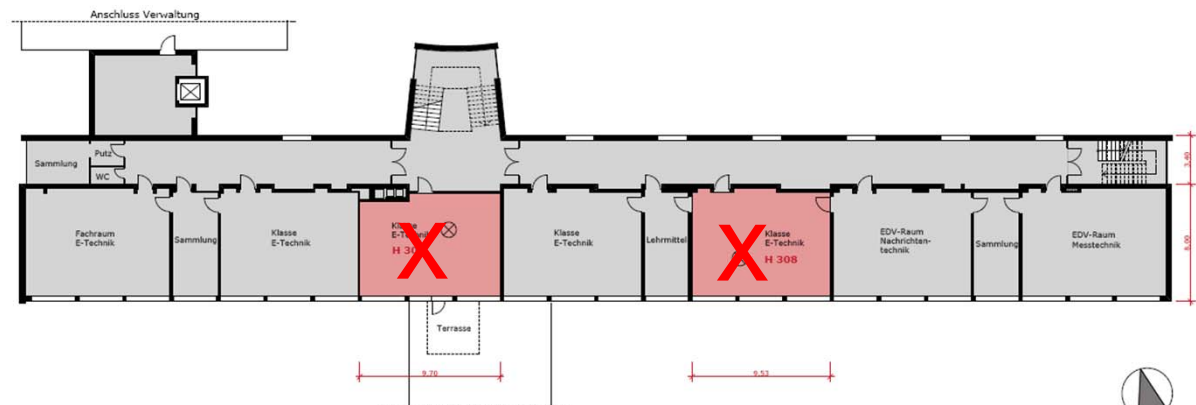 Anschluss Verwaltung
Sammlung
Putz
WC
3.40
Fachraum
E-Technik
Sammlung
Klasse
E-Technik
Klasse
E-Technik
X
Klasse
E-Technik
Lehrmittel
X
Klasse
E-Technik
H 308
EDV-Raum
Nachrichten-
technik
Sammlung
EDV-Raum
Messtechnik
8.00
Terrasse
9.70
9.53